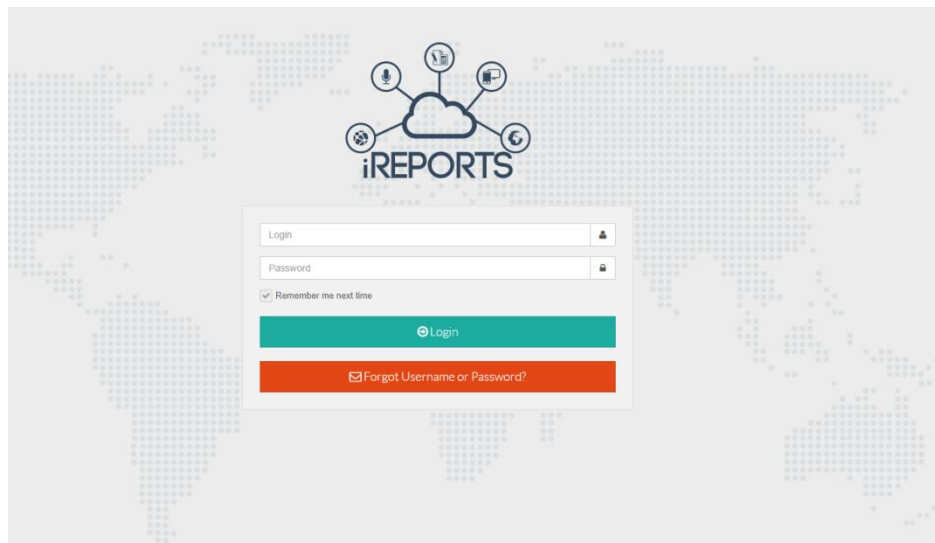 iREPORTS
Login
Password
Remember me next time
Login
Forgot Username or Password?